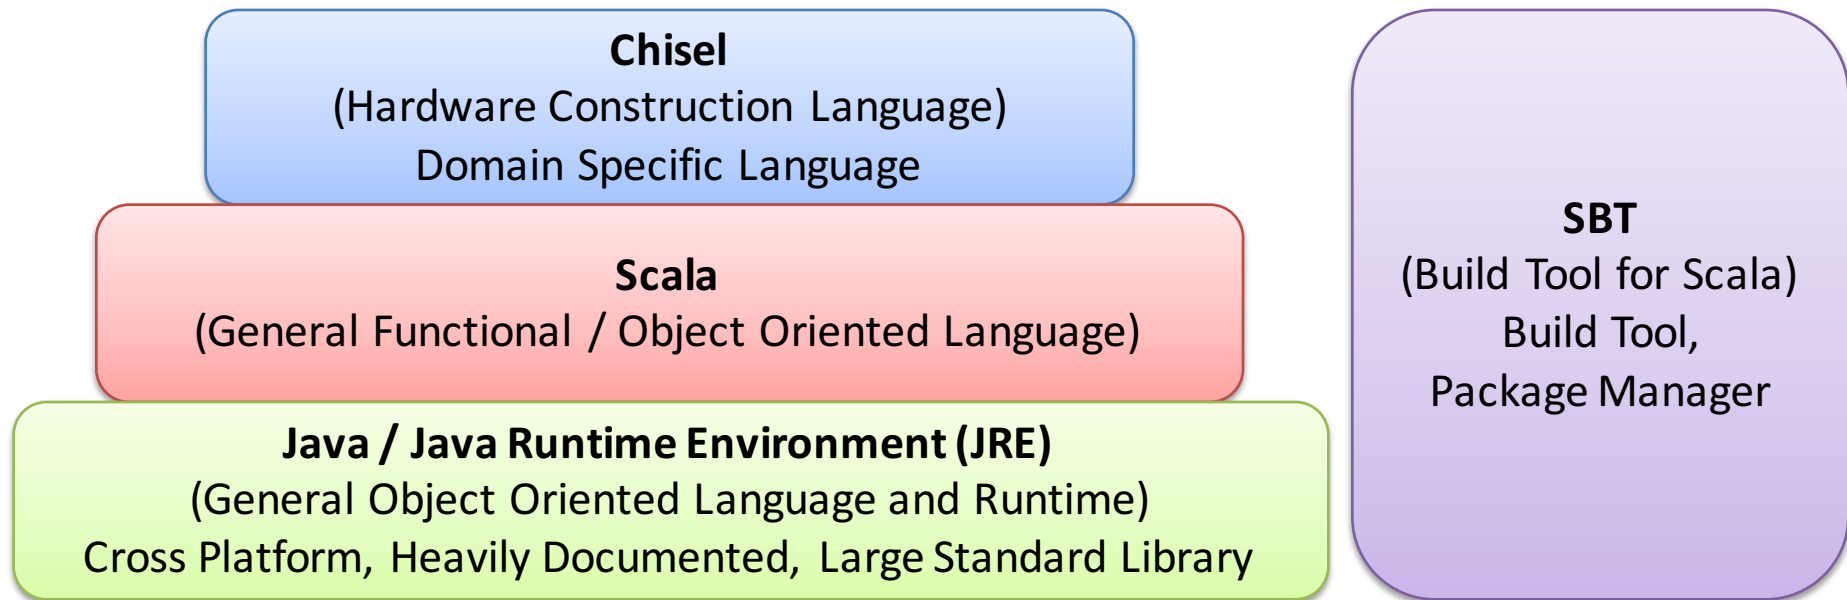 Chisel
(Hardware Construction Language)
Domain Specific Language
Scala
(General Functional / Object Oriented Language)
Java / Java Runtime Environment (JRE)
(General Object Oriented Language and Runtime)
Cross Platform, Heavily Documented, Large Standard Library
SBT
(Build Tool for Scala)
Build Tool,
Package Manager